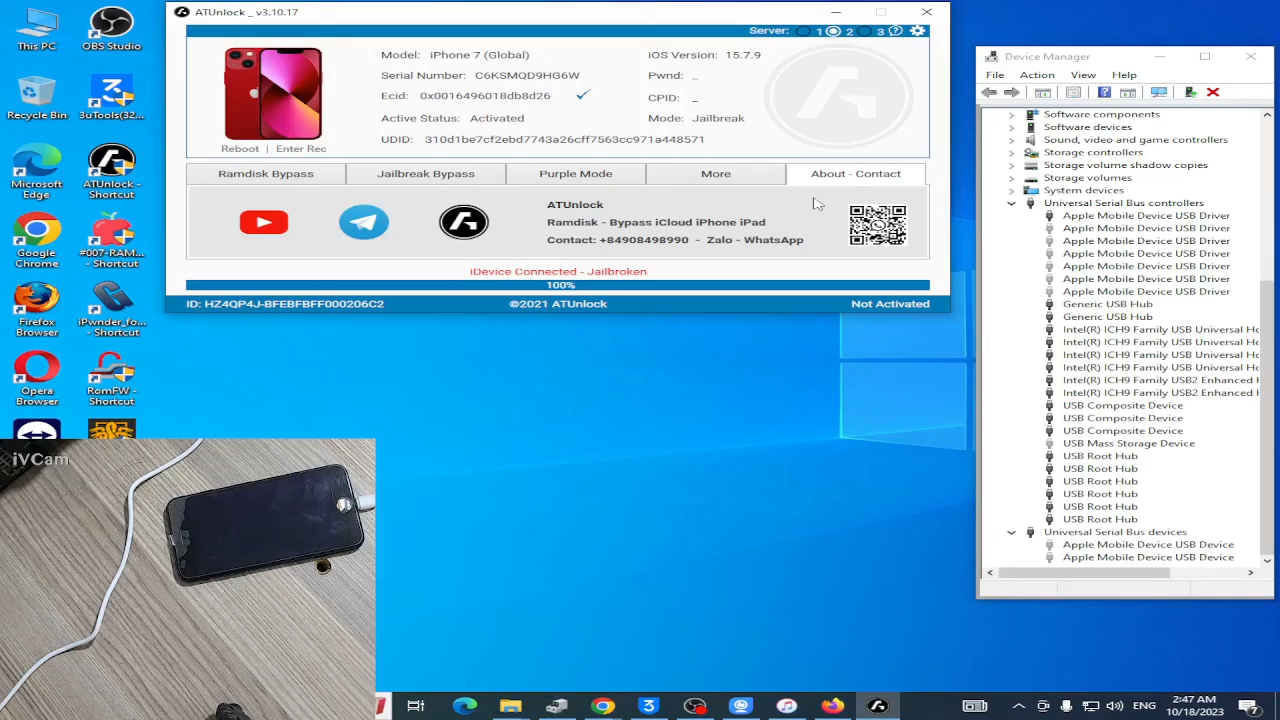 This PC
OBS Studio
Recycle Bin
3uTools(32...
Microsoft
Edge
ATUnlock -
Shortcut
Google
Chrome
#007-RAM...
- Shortcut
Firefox
Browser
iPwnder_fo...
- Shortcut
Opera
Browser
RomFW -
Shortcut
iVCam
ATUnlock _ v3.10.17
Server: 1 2 3
Model: iPhone 7 (Global)
iOS Version: 15.7.9
Serial Number: C6KSMQD9HG6W
Pwnd: _
Ecid: 0x0016496018db8d26
CPID: _
Active Status: Activated
Mode: Jailbreak
UDID: 310d1be7cf2ebd7743a26cff7563cc971a448571
Reboot | Enter Rec
Ramdisk Bypass
Jailbreak Bypass
Purple Mode
More
About - Contact
ATUnlock
Ramdisk - Bypass iCloud iPhone iPad
Contact: +84908498990 - Zalo - WhatsApp
iDevice Connected - Jailbroken
100%
ID: HZ4QP4J-BFEBFBFF000206C2
©2021 ATUnlock
Not Activated
Device Manager
File Action View Help
Software components
Software devices
Sound, video and game controllers
Storage controllers
Storage volume shadow copies
Storage volumes
System devices
Universal Serial Bus controllers
Apple Mobile Device USB Driver
Apple Mobile Device USB Driver
Apple Mobile Device USB Driver
Apple Mobile Device USB Driver
Apple Mobile Device USB Driver
Apple Mobile Device USB Driver
Apple Mobile Device USB Driver
Generic USB Hub
Generic USB Hub
Intel(R) ICH9 Family USB Universal Ho
Intel(R) ICH9 Family USB Universal Ho
Intel(R) ICH9 Family USB Universal Ho
Intel(R) ICH9 Family USB Universal Ho
Intel(R) ICH9 Family USB2 Enhanced H
Intel(R) ICH9 Family USB2 Enhanced H
USB Composite Device
USB Composite Device
USB Composite Device
USB Mass Storage Device
USB Root Hub
USB Root Hub
USB Root Hub
USB Root Hub
USB Root Hub
USB Root Hub
Universal Serial Bus devices
Apple Mobile Device USB Device
Apple Mobile Device USB Device
ENG
2:47 AM
10/18/2023
7